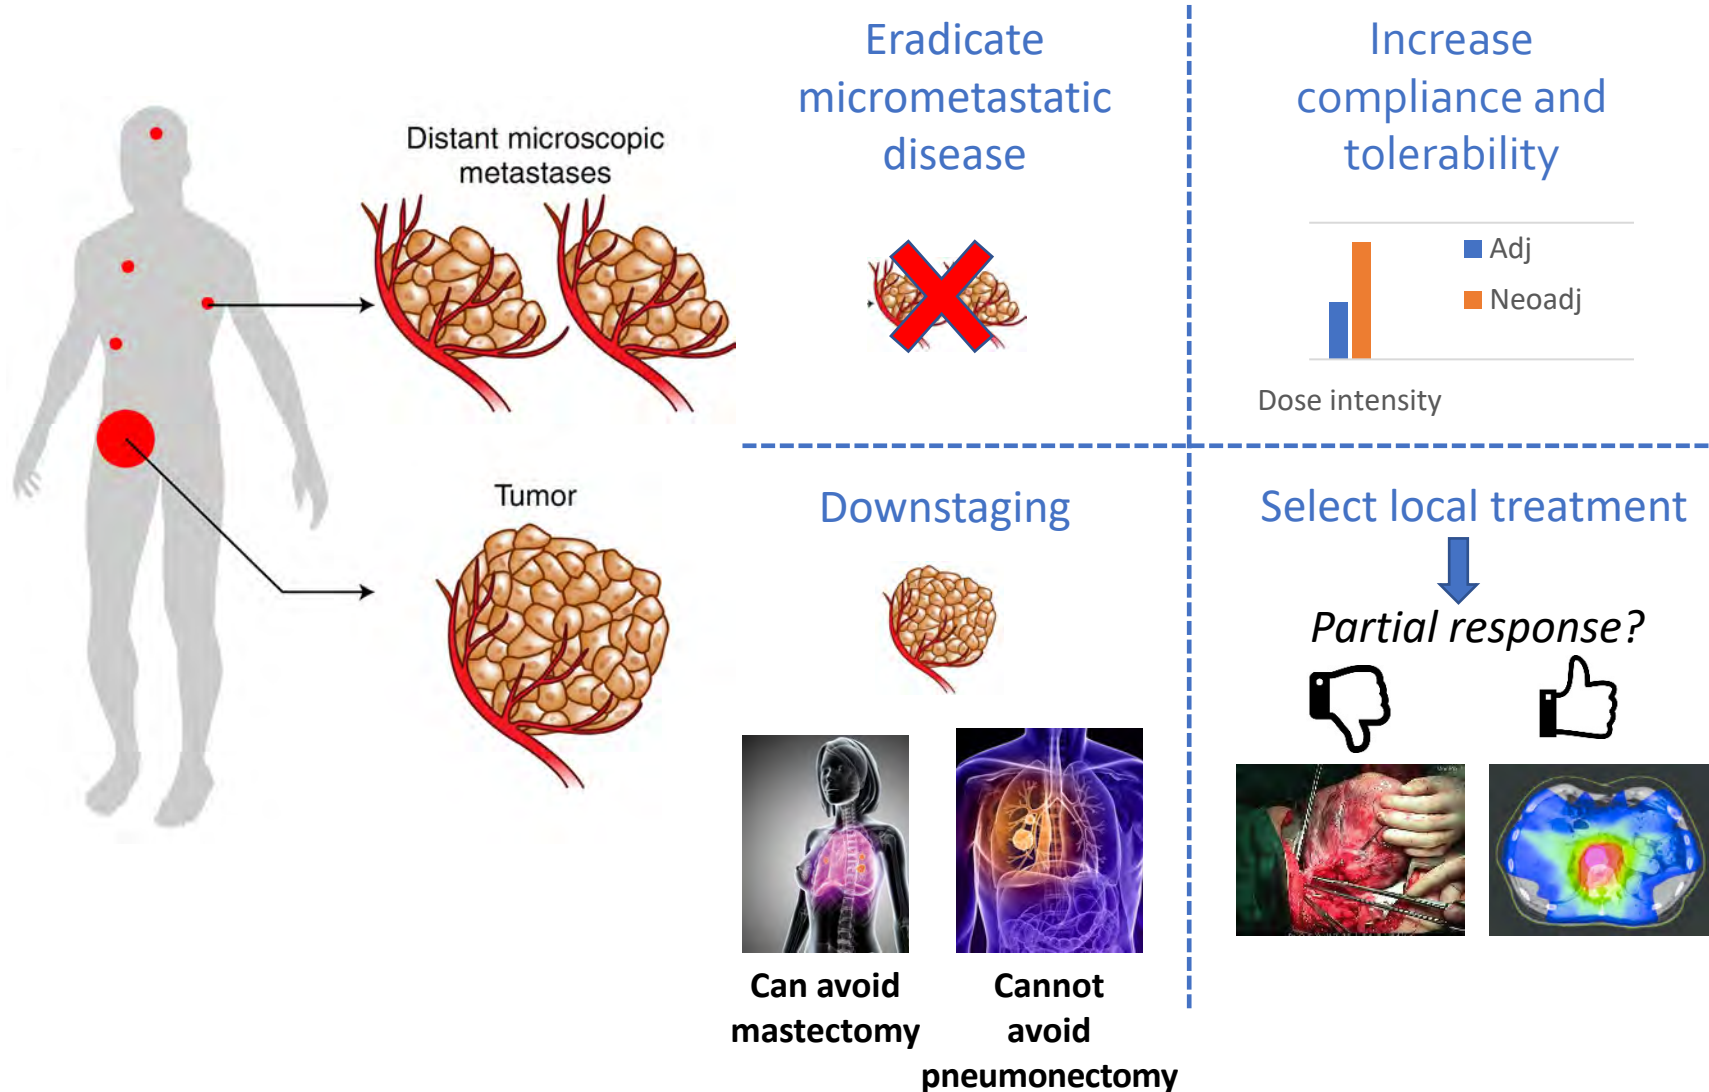 Distant microscopic
metastases
Tumor
Eradicate
micrometastatic
disease
Increase
compliance and
tolerability
Adj
Neoadj
Dose intensity
Downstaging
Can avoid
mastectomy
Cannot
avoid
pneumonectomy
Select local treatment
Partial response?